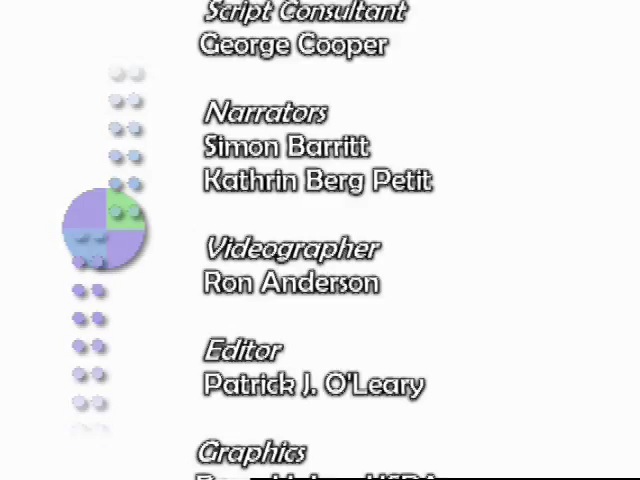 Script Consultant
George Cooper
Narrators
Simon Barritt
Kathrin Berg Petit
Videographer
Ron Anderson
Editor
Patrick J. O'Leary
Graphics